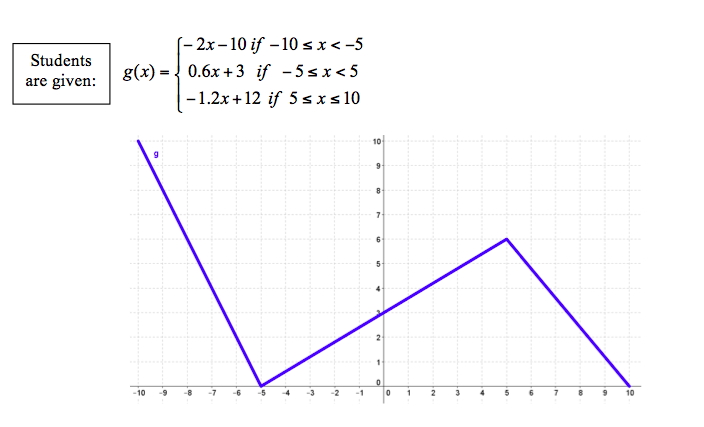 Students
are given:
g(x) = { − 2x − 10 if − 10 ≤ x < −5
0.6x + 3 if − 5 ≤ x < 5
− 1.2x + 12 if 5 ≤ x ≤ 10
g
10
9
8
7
6
5
4
3
2
1
0
-10 -9 -8 -7 -6 -5 -4 -3 -2 -1 0 1 2 3 4 5 6 7 8 9 10